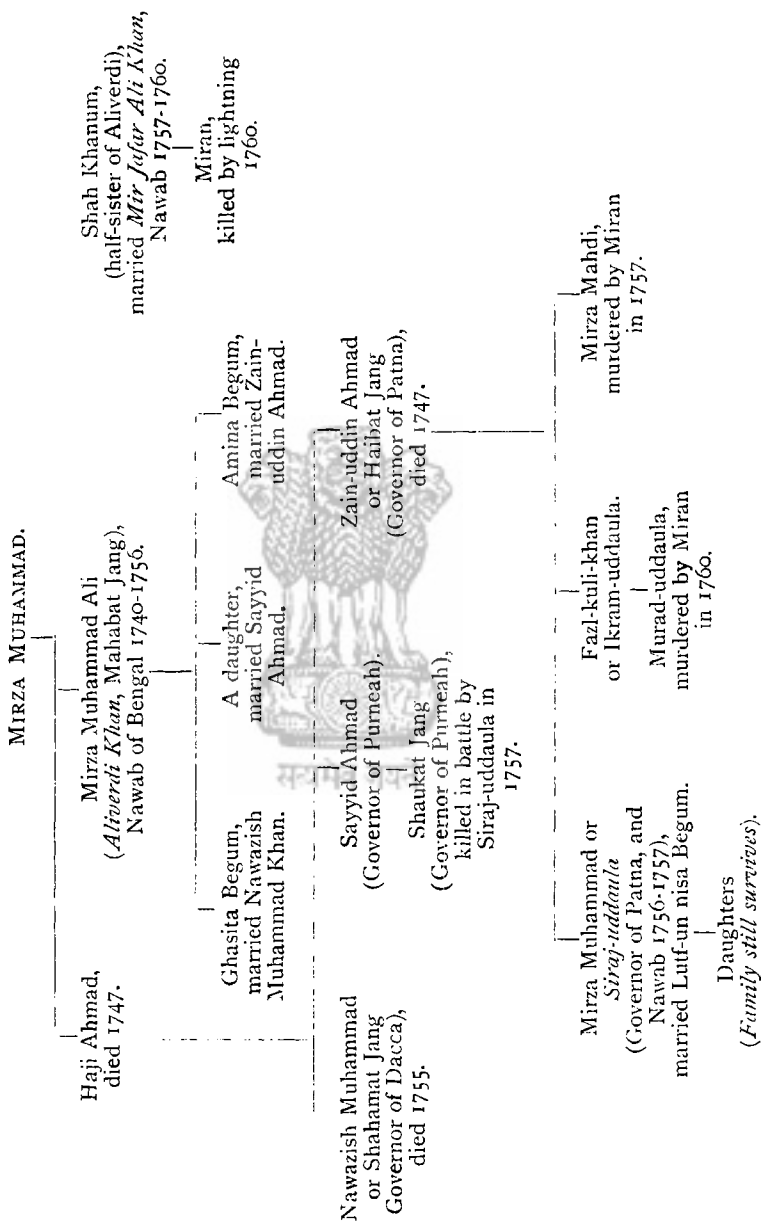 MIRZA MUHAMMAD.
Haji Ahmad,
died 1747.
Mirza Muhammad Ali
(Aliverdi Khan, Mahabat Jang),
Nawab of Bengal 1740-1756.
Shah Khanum,
(half-sister of Aliverdi),
married Mir Jafar Ali Khan,
Nawab 1757-1760.
Miran,
killed by lightning
1760.
Ghasita Begum,
married Nawazish
Muhammad Khan.
A daughter,
married Sayyid
Ahmad.
Amina Begum,
married Zain-
uddin Ahmad.
Nawazish Muhammad
or Shahamat Jang
Governor of Dacca),
died 1755.
Sayyid Ahmad
(Governor of Purneah).
Shaukat Jang
(Governor of Purneah),
killed in battle by
Siraj-uddaula in
1757.
Zain-uddin Ahmad
or Haibat Jang
(Governor of Patna),
died 1747.
Mirza Muhammad or
Siraj-uddaula
(Governor of Patna, and
Nawab 1756-1757),
married Lutf-un nisa Begum.
Daughters
(Family still survives).
Fazl-kuli-khan
or Ikram-uddaula.
Murad-uddaula,
murdered by Miran
in 1760.
Mirza Mahdi,
murdered by Miran
in 1757.
सत्यमेव जयते